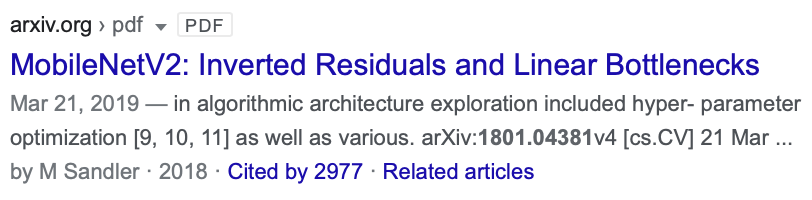 arxiv.org › pdf PDF
MobileNetV2: Inverted Residuals and Linear Bottlenecks
Mar 21, 2019 — in algorithmic architecture exploration included hyper- parameter
optimization [9, 10, 11] as well as various. arXiv:1801.04381v4 [cs.CV] 21 Mar ...
by M Sandler · 2018 · Cited by 2977 · Related articles